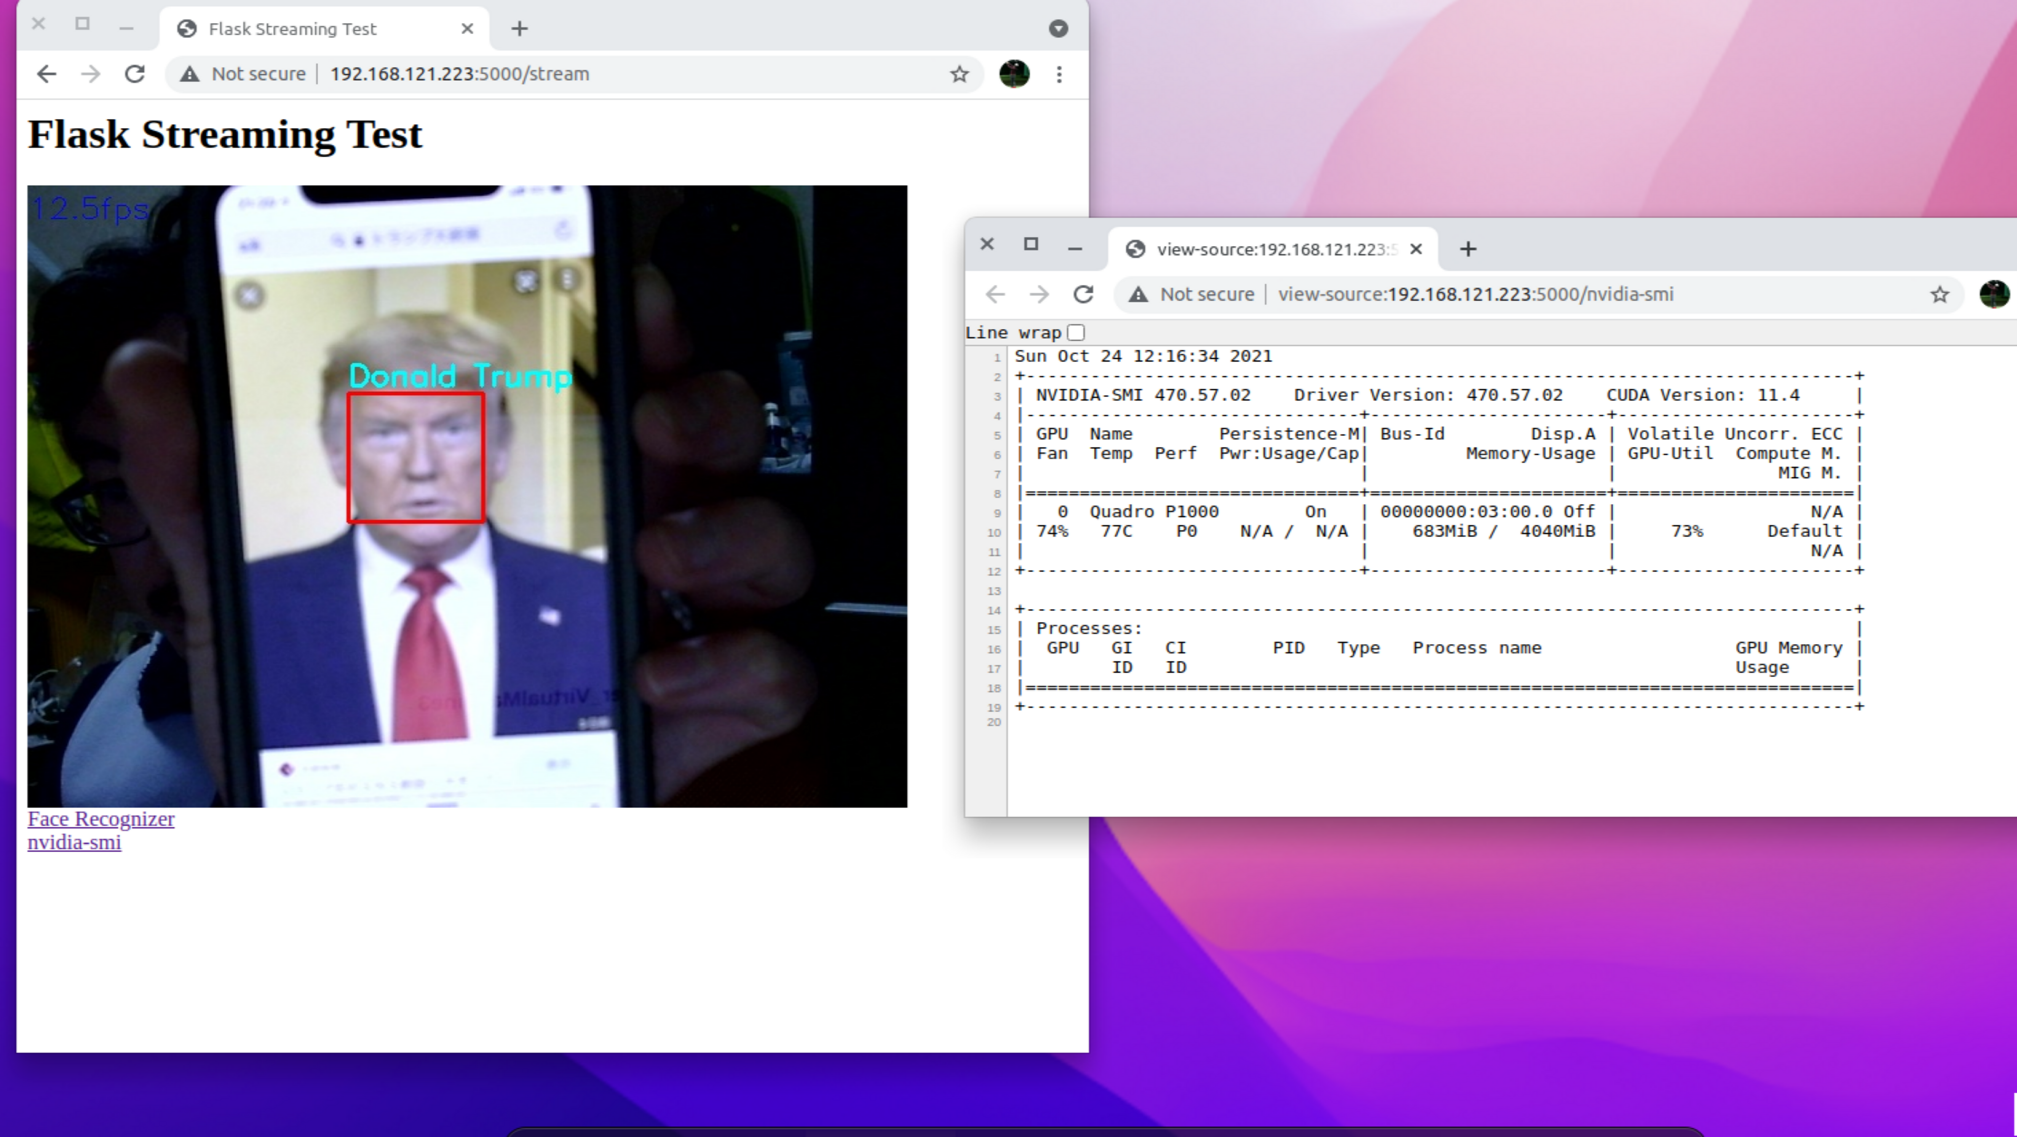 Flask Streaming Test
Not secure
192.168.121.223:5000/stream
Flask Streaming Test
12.5fps
トランプ大統領
Donald Trump
Face Recognizer
nvidia-smi
view-source:192.168.121.223:5
Not secure
view-source:192.168.121.223:5000/nvidia-smi
Line wrap
1 Sun Oct 24 12:16:34 2021
2 +-----------------------------------------------------------------------------+
3 | NVIDIA-SMI 470.57.02    Driver Version: 470.57.02    CUDA Version: 11.4     |
4 |-------------------------------+----------------------+----------------------+
5 | GPU  Name        Persistence-M| Bus-Id        Disp.A | Volatile Uncorr. ECC |
6 | Fan  Temp  Perf  Pwr:Usage/Cap|         Memory-Usage | GPU-Util  Compute M. |
7 |                               |                      |               MIG M. |
8 |===============================+======================+======================|
9 |   0  Quadro P1000        On   | 00000000:03:00.0 Off |                  N/A |
10 | 74%   77C    P0    N/A /  N/A |    683MiB /  4040MiB |     73%      Default |
11 |                               |                      |                  N/A |
12 +-------------------------------+----------------------+----------------------+
13
14 +-----------------------------------------------------------------------------+
15 | Processes:                                                                  |
16 |  GPU   GI   CI        PID   Type   Process name                  GPU Memory |
17 |        ID   ID                                                   Usage      |
18 |=============================================================================|
19 +-----------------------------------------------------------------------------+
20